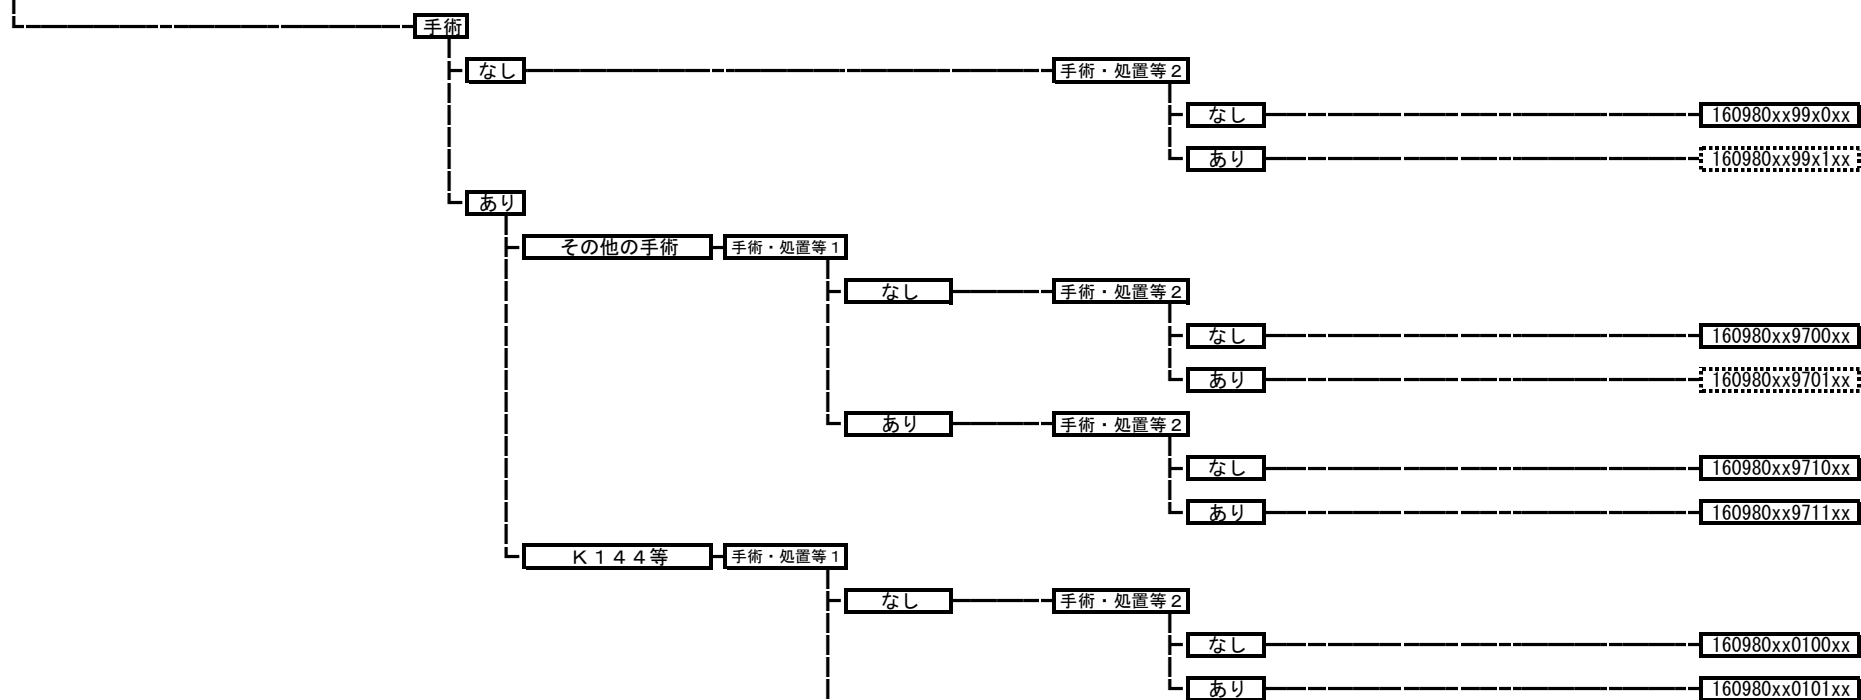 手術
なし 手術・処置等２
なし 160980xx99x0xx
あり 160980xx99x1xx
あり
その他の手術 手術・処置等１
なし 手術・処置等２
なし 160980xx9700xx
あり 160980xx9701xx
あり 手術・処置等２
なし 160980xx9710xx
あり 160980xx9711xx
Ｋ１４４等 手術・処置等１
なし 手術・処置等２
なし 160980xx0100xx
あり 160980xx0101xx